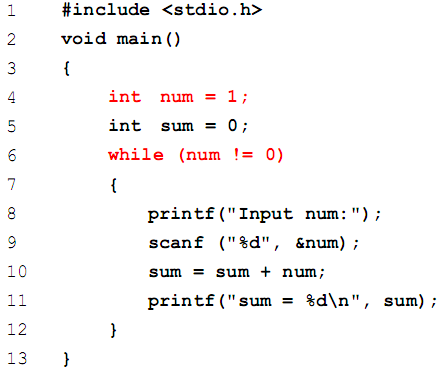 1 #include <stdio.h>
2 void main()
3 {
4 int num = 1;
5 int sum = 0;
6 while (num != 0)
7 {
8 printf("Input num:");
9 scanf ("%d", &num);
10 sum = sum + num;
11 printf("sum = %d\n", sum);
12 }
13 }